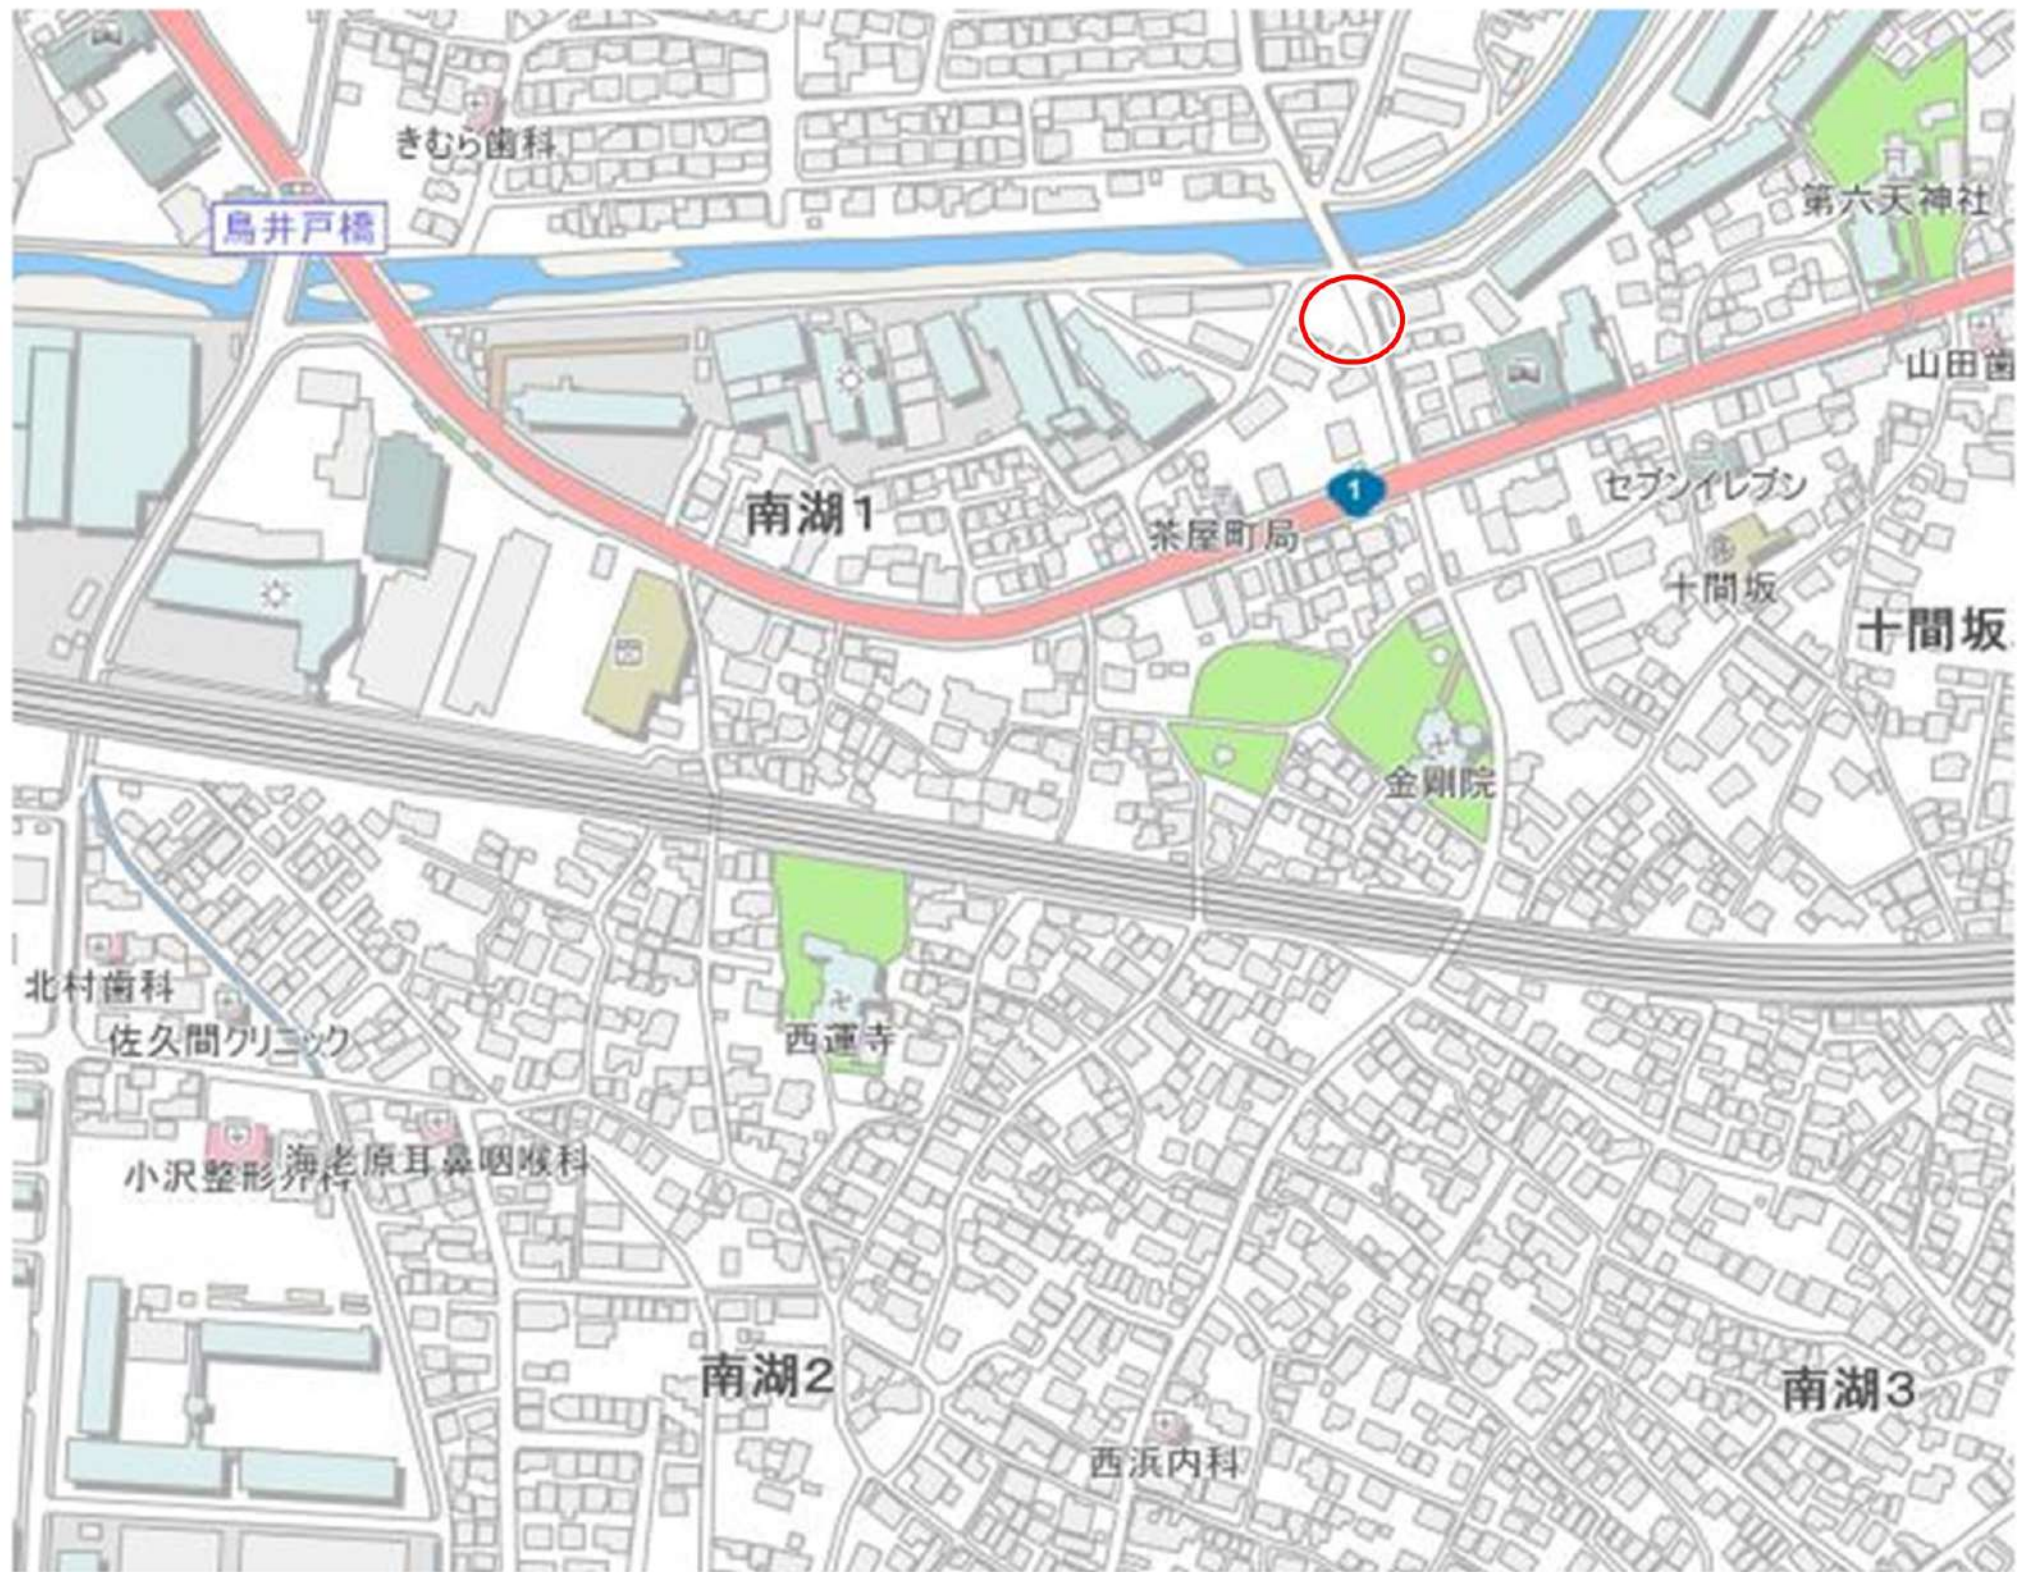 きむら歯科
鳥井戸橋
第六天神社
山田歯
1
セブンイレブン
南湖1
茶屋町局
十間坂
十間坂
金剛院
北村歯科
佐久間クリニック
西運寺
小沢整形外科
海老原耳鼻咽喉科
南湖2
南湖3
西浜内科